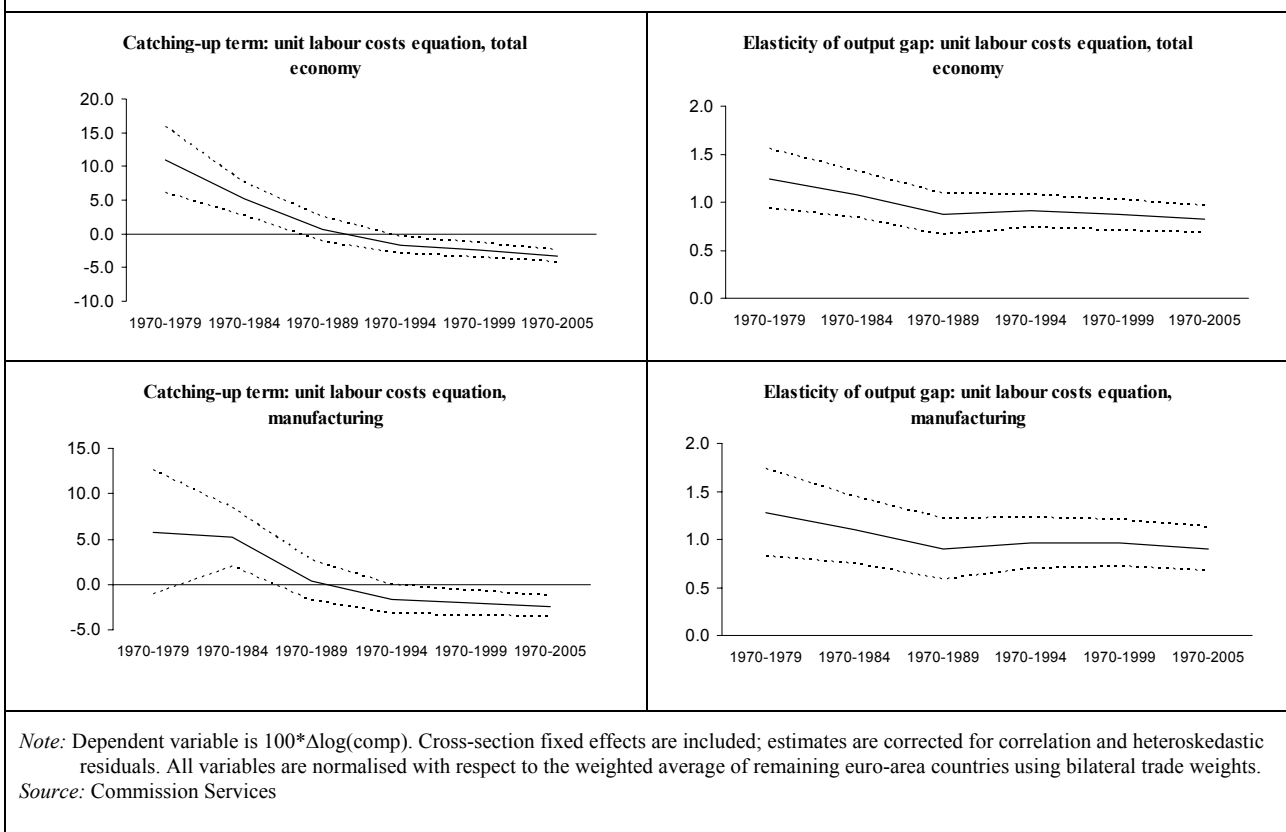 Catching-up term: unit labour costs equation, total
economy
20.0
15.0
10.0
5.0
0.0
-5.0
-10.0
1970-1979 1970-1984 1970-1989 1970-1994 1970-1999 1970-2005
Elasticity of output gap: unit labour costs equation, total
economy
2.0
1.5
1.0
0.5
0.0
1970-1979 1970-1984 1970-1989 1970-1994 1970-1999 1970-2005
Catching-up term: unit labour costs equation,
manufacturing
15.0
10.0
5.0
0.0
-5.0
1970-1979 1970-1984 1970-1989 1970-1994 1970-1999 1970-2005
Elasticity of output gap: unit labour costs equation,
manufacturing
2.0
1.5
1.0
0.5
0.0
1970-1979 1970-1984 1970-1989 1970-1994 1970-1999 1970-2005
Note: Dependent variable is 100*Δlog(comp). Cross-section fixed effects are included; estimates are corrected for correlation and heteroskedastic
residuals. All variables are normalised with respect to the weighted average of remaining euro-area countries using bilateral trade weights.
Source: Commission Services